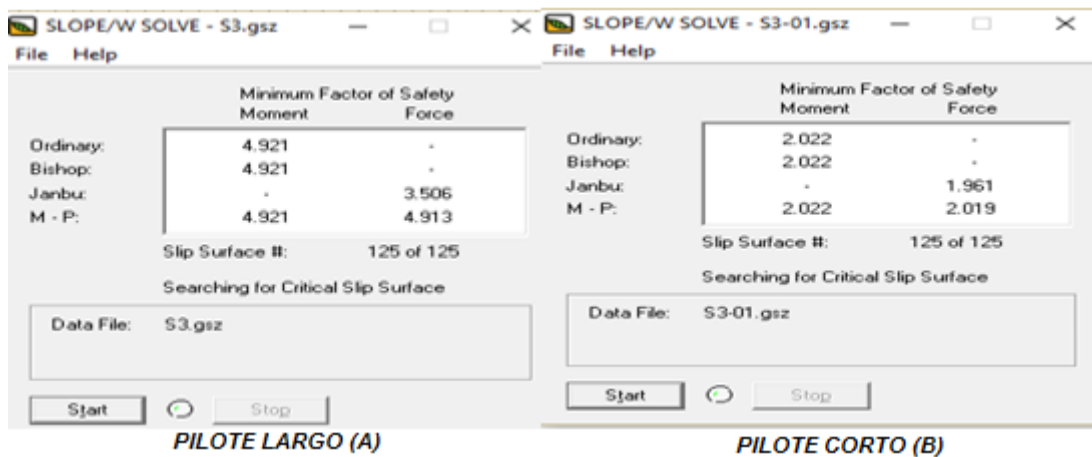 SLOPE/W SOLVE - S3.gsz
File Help
Minimum Factor of Safety
Moment Force
Ordinary: 4.921 -
Bishop: 4.921 -
Janbu: - 3.506
M - P: 4.921 4.913
Slip Surface #: 125 of 125
Searching for Critical Slip Surface
Data File: S3.gsz
Start Stop
PILOTE LARGO (A)
SLOPE/W SOLVE - S3-01.gsz
File Help
Minimum Factor of Safety
Moment Force
Ordinary: 2.022 -
Bishop: 2.022 -
Janbu: - 1.961
M - P: 2.022 2.019
Slip Surface #: 125 of 125
Searching for Critical Slip Surface
Data File: S3-01.gsz
Start Stop
PILOTE CORTO (B)